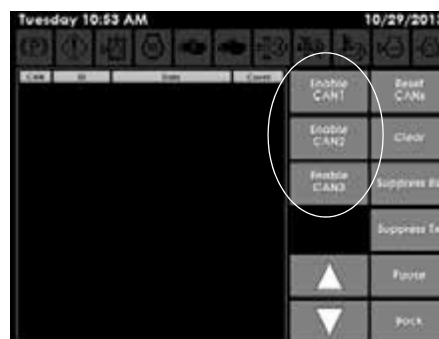 Tuesday 10:53 AM 10/29/201
CAN ID Data Count
Enable
CAN1
Reset
CANs
Enable
CAN2
Clear
Enable
CAN3
Suppress
Suppress
Pause
Back